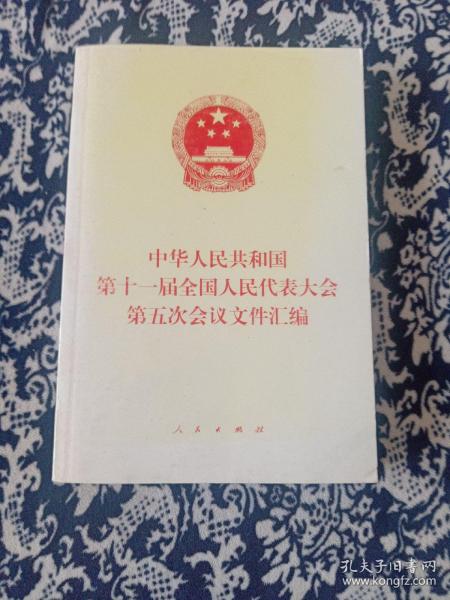 中华人民共和国
第十一届全国人民代表大会
第五次会议文件汇编
人民出版社
孔夫子旧书网
www.kongfz.com